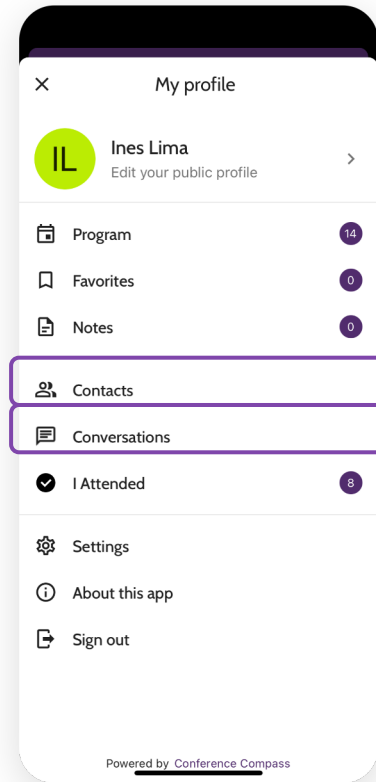 My profile
IL
Ines Lima
Edit your public profile
Program 14
Favorites 0
Notes 0
Contacts
Conversations
I Attended 8
Settings
About this app
Sign out
Powered by Conference Compass